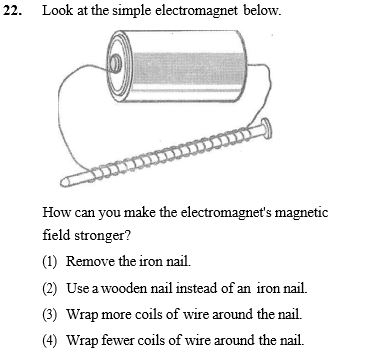 22. Look at the simple electromagnet below.
How can you make the electromagnet's magnetic
field stronger?
(1) Remove the iron nail.
(2) Use a wooden nail instead of an iron nail.
(3) Wrap more coils of wire around the nail.
(4) Wrap fewer coils of wire around the nail.